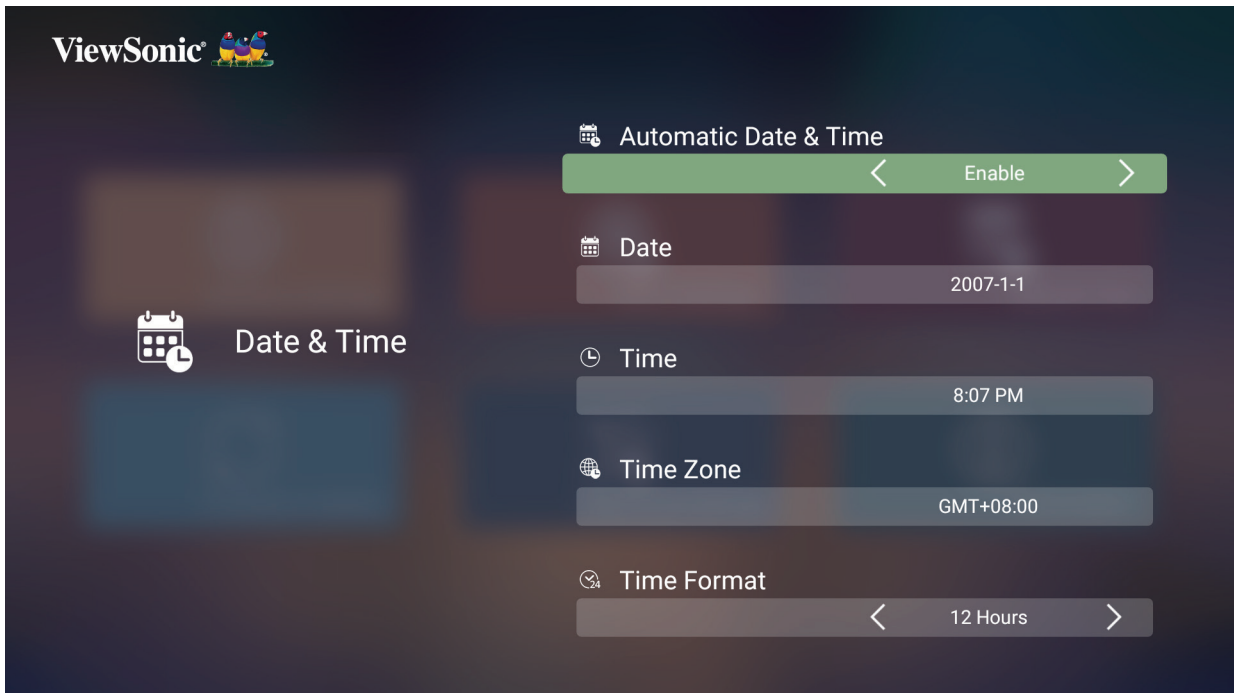 ViewSonic®
Automatic Date & Time
Enable
Date
2007-1-1
Date & Time
Time
8:07 PM
Time Zone
GMT+08:00
24
Time Format
12 Hours